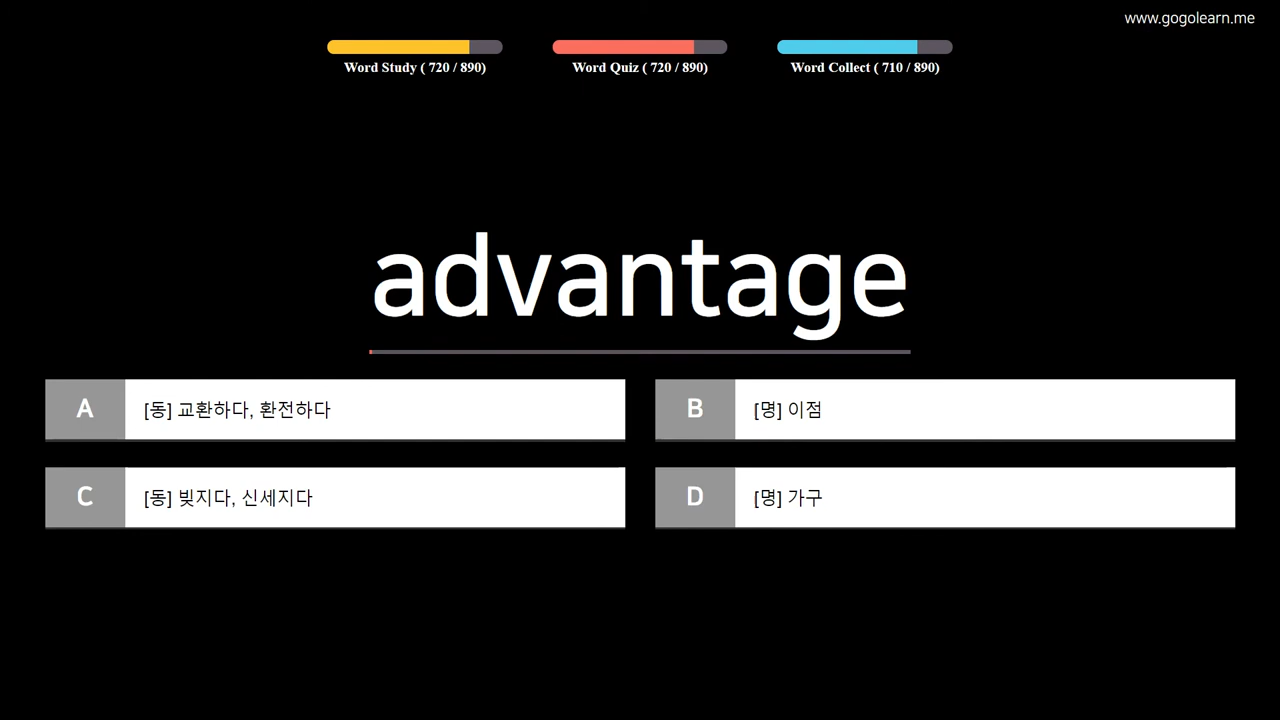 www.gogolearn.me
Word Study ( 720 / 890)
Word Quiz ( 720 / 890)
Word Collect ( 710 / 890)
advantage
A [동] 교환하다, 환전하다
B [명] 이점
C [동] 빚지다, 신세지다
D [명] 가구